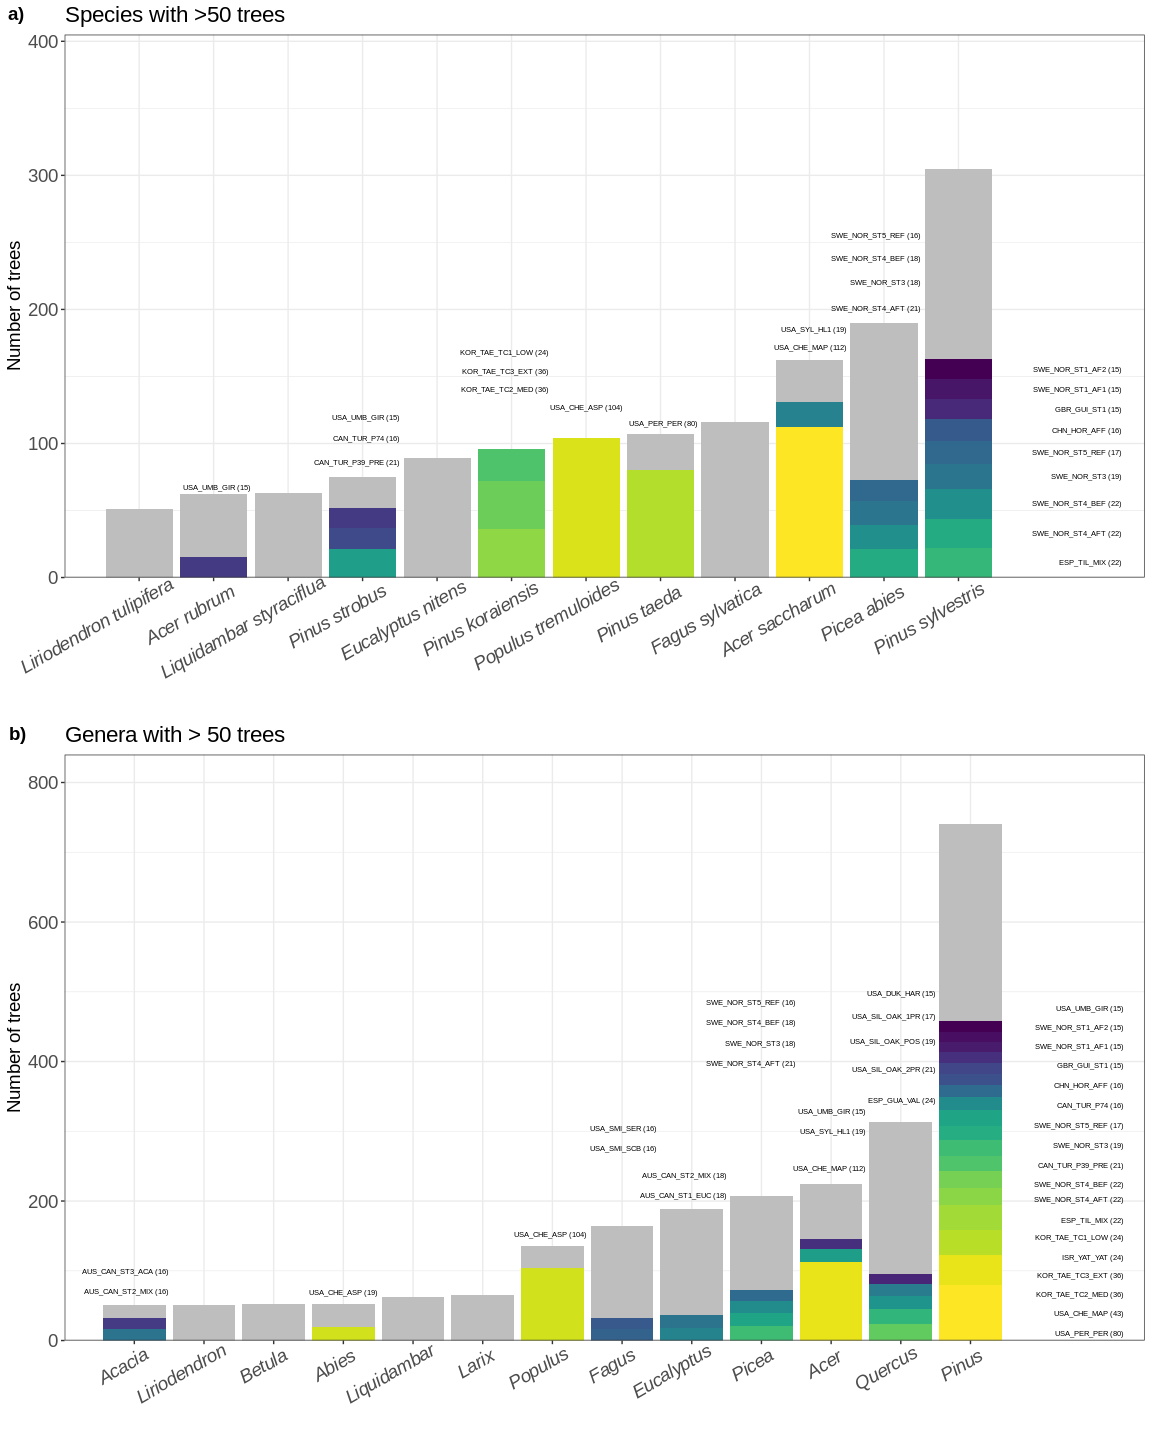 a)
Species with >50 trees
Number of trees
400
300
200
100
0
SWE_NOR_ST5_REF (16)
SWE_NOR_ST4_BEF (18)
SWE_NOR_ST3 (18)
SWE_NOR_ST4_AFT (21)
USA_SYL_HL1 (19)
USA_CHE_MAP (112)
KOR_TAE_TC1_LOW (24)
KOR_TAE_TC3_EXT (36)
KOR_TAE_TC2_MED (36)
USA_CHE_ASP (104)
USA_PER_PER (80)
USA_UMB_GIR (15)
CAN_TUR_P74 (16)
CAN_TUR_P39_PRE (21)
USA_UMB_GIR (15)
SWE_NOR_ST1_AF2 (15)
SWE_NOR_ST1_AF1 (15)
GBR_GUI_ST1 (15)
CHN_HOR_AFF (16)
SWE_NOR_ST5_REF (17)
SWE_NOR_ST3 (19)
SWE_NOR_ST4_BEF (22)
SWE_NOR_ST4_AFT (22)
ESP_TIL_MIX (22)
Liriodendron tulipifera
Acer rubrum
Liquidambar styraciflua
Pinus strobus
Eucalyptus nitens
Pinus koraiensis
Populus tremuloides
Pinus taeda
Fagus sylvatica
Acer saccharum
Picea abies
Pinus sylvestris
b)
Genera with > 50 trees
Number of trees
800
600
400
200
0
AUS_CAN_ST3_ACA (16)
AUS_CAN_ST2_MIX (16)
USA_CHE_ASP (19)
USA_CHE_ASP (104)
USA_SMI_SER (16)
USA_SMI_SCB (16)
AUS_CAN_ST2_MIX (18)
AUS_CAN_ST1_EUC (18)
SWE_NOR_ST5_REF (16)
SWE_NOR_ST4_BEF (18)
SWE_NOR_ST3 (18)
SWE_NOR_ST4_AFT (21)
USA_UMB_GIR (15)
USA_SYL_HL1 (19)
USA_CHE_MAP (112)
USA_DUK_HAR (15)
USA_SIL_OAK_1PR (17)
USA_SIL_OAK_POS (19)
USA_SIL_OAK_2PR (21)
ESP_GUA_VAL (24)
USA_UMB_GIR (15)
SWE_NOR_ST1_AF2 (15)
SWE_NOR_ST1_AF1 (15)
GBR_GUI_ST1 (15)
CHN_HOR_AFF (16)
CAN_TUR_P74 (16)
SWE_NOR_ST5_REF (17)
SWE_NOR_ST3 (19)
CAN_TUR_P39_PRE (21)
SWE_NOR_ST4_BEF (22)
SWE_NOR_ST4_AFT (22)
ESP_TIL_MIX (22)
KOR_TAE_TC1_LOW (24)
ISR_YAT_YAT (24)
KOR_TAE_TC3_EXT (36)
KOR_TAE_TC2_MED (36)
USA_CHE_MAP (43)
USA_PER_PER (80)
Acacia
Liriodendron
Betula
Abies
Liquidambar
Larix
Populus
Fagus
Eucalyptus
Picea
Acer
Quercus
Pinus